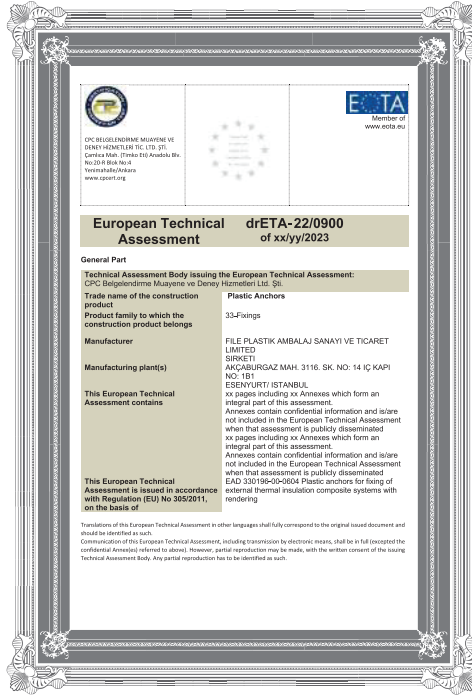 EOTA
Member of
www.eota.eu
CPC BELGELENDİRME MUAYENE VE
DENEY HİZMETLERİ TİC. LTD. ŞTİ.
Çamlıca Mah. (Timko Eti) Anadolu Blv.
No:20-R Blok No:4
Yenimahalle/Ankara
www.cpcert.org
European Technical Assessment
drETA-22/0900
of xx/yy/2023
General Part
Technical Assessment Body issuing the European Technical Assessment:
CPC Belgelendirme Muayene ve Deney Hizmetleri Ltd. Şti.
Trade name of the construction product
Plastic Anchors
Product family to which the construction product belongs
33-Fixings
Manufacturer
FILE PLASTIK AMBALAJ SANAYI VE TICARET
LIMITED
SIRKETI
Manufacturing plant(s)
AKÇABURGAZ MAH. 3116. SK. NO: 14 IÇ KAPI
NO: 1B1
ESENYURT/ ISTANBUL
This European Technical
Assessment contains
xx pages including xx Annexes which form an
integral part of this assessment.
Annexes contain confidential information and is/are
not included in the European Technical Assessment
when that assessment is publicly disseminated
xx pages including xx Annexes which form an
integral part of this assessment.
Annexes contain confidential information and is/are
not included in the European Technical Assessment
when that assessment is publicly disseminated
This European Technical
Assessment is issued in accordance
with Regulation (EU) No 305/2011,
on the basis of
EAD 330196-00-0604 Plastic anchors for fixing of
external thermal insulation composite systems with
rendering
Translations of this European Technical Assessment in other languages shall fully correspond to the original issued document and
should be identified as such.
Communication of this European Technical Assessment, including transmission by electronic means, shall be in full (excepted the
confidential Annex(es) referred to above). However, partial reproduction may be made, with the written consent of the issuing
Technical Assessment Body. Any partial reproduction has to be identified as such.